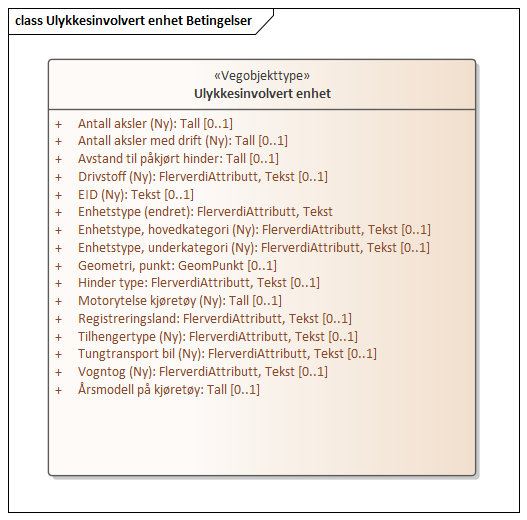 class Ulykkesinvolvert enhet Betingelser
«Vegobjekttype»
Ulykkesinvolvert enhet
+ Antall aksler (Ny): Tall [0..1]
+ Antall aksler med drift (Ny): Tall [0..1]
+ Avstand til påkjørt hinder: Tall [0..1]
+ Drivstoff (Ny): FlerverdiAttributt, Tekst [0..1]
+ EID (Ny): Tekst [0..1]
+ Enhetstype (endret): FlerverdiAttributt, Tekst
+ Enhetstype, hovedkategori (Ny): FlerverdiAttributt, Tekst [0..1]
+ Enhetstype, underkategori (Ny): FlerverdiAttributt, Tekst [0..1]
+ Geometri, punkt: GeomPunkt [0..1]
+ Hinder type: FlerverdiAttributt, Tekst [0..1]
+ Motorytelse kjøretøy (Ny): Tall [0..1]
+ Registreringsland: FlerverdiAttributt, Tekst [0..1]
+ Tilhengertype (Ny): FlerverdiAttributt, Tekst [0..1]
+ Tungtransport bil (Ny): FlerverdiAttributt, Tekst [0..1]
+ Vogntog (Ny): FlerverdiAttributt, Tekst [0..1]
+ Årsmodell på kjøretøy: Tall [0..1]